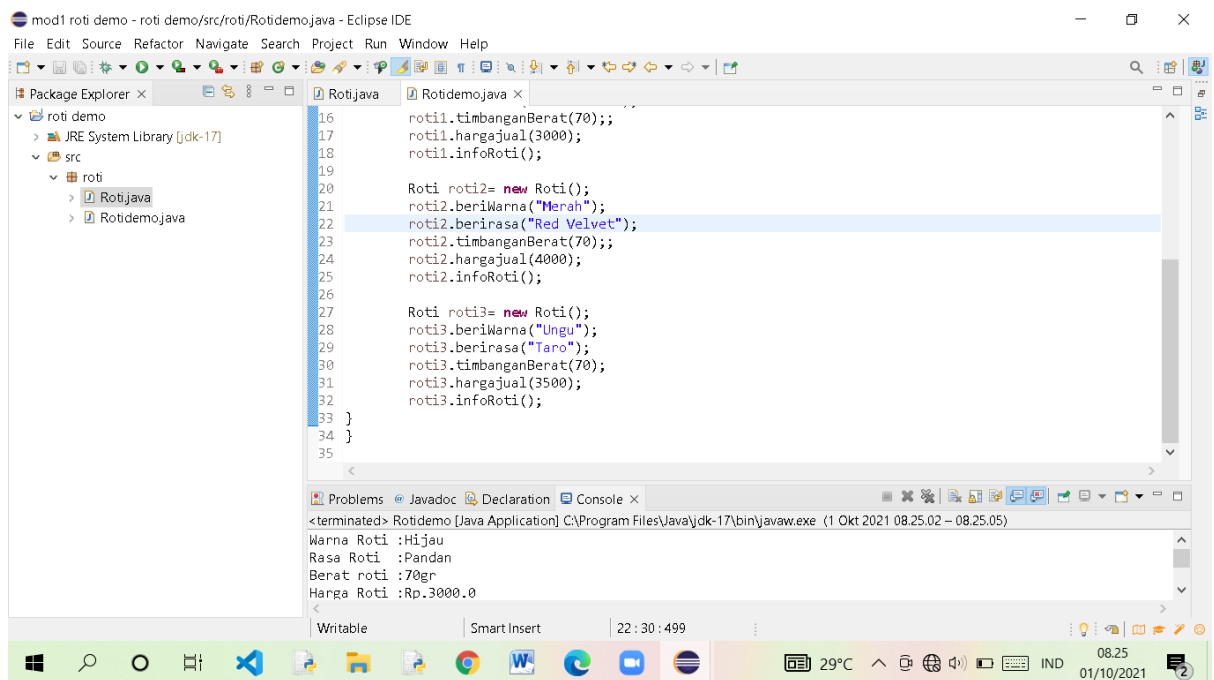 mod1 roti demo - roti demo/src/roti/Rotidemo.java - Eclipse IDE
File Edit Source Refactor Navigate Search Project Run Window Help
Package Explorer
roti demo
JRE System Library [jdk-17]
src
roti
Roti.java
Rotidemo.java
Roti.java Rotidemo.java
16 roti1.timbanganBerat(70);;
17 roti1.hargajual(3000);
18 roti1.infoRoti();
19
20 Roti roti2= new Roti();
21 roti2.beriWarna("Merah");
22 roti2.berirasa("Red Velvet");
23 roti2.timbanganBerat(70);;
24 roti2.hargajual(4000);
25 roti2.infoRoti();
26
27 Roti roti3= new Roti();
28 roti3.beriWarna("Ungu");
29 roti3.berirasa("Taro");
30 roti3.timbanganBerat(70);
31 roti3.hargajual(3500);
32 roti3.infoRoti();
33 }
34 }
35
Problems Javadoc Declaration Console
<terminated> Rotidemo [Java Application] C:\Program Files\Java\jdk-17\bin\javaw.exe (1 Okt 2021 08.25.02 – 08.25.05)
Warna Roti :Hijau
Rasa Roti :Pandan
Berat roti :70gr
Harga Roti :Rp.3000.0
Writable Smart Insert 22 : 30 : 499
29°C IND 08.25
01/10/2021 2